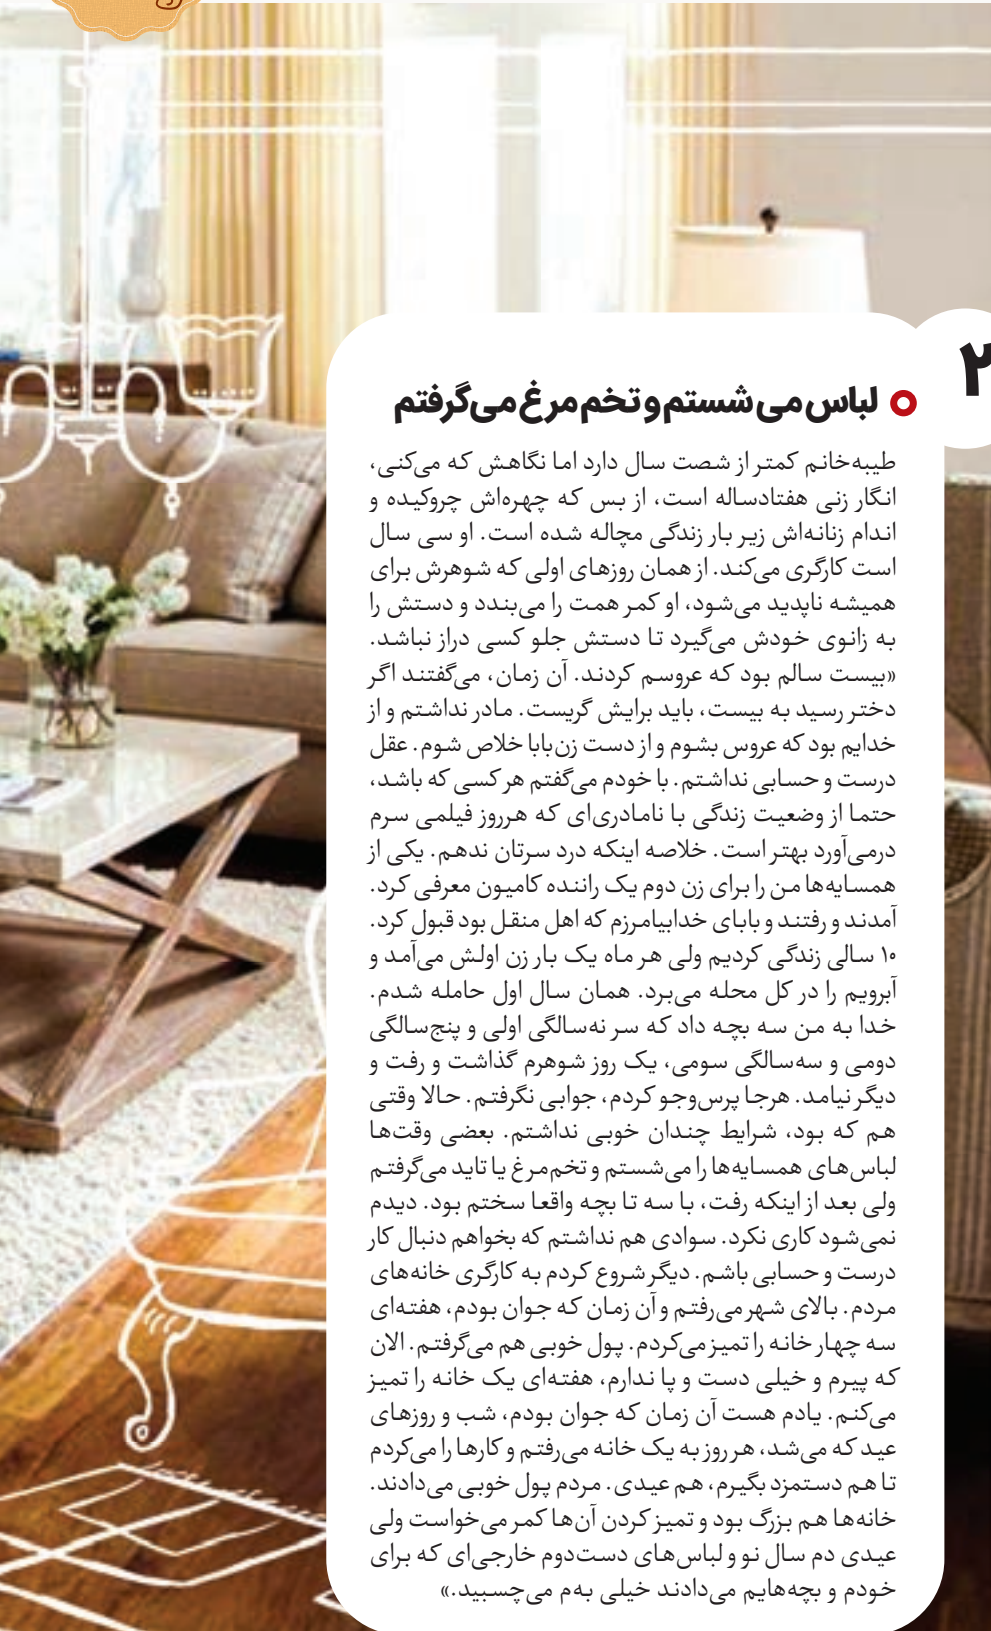 ۲
لباس می‌شستم و تخم‌مرغ می‌گرفتم
طیبه‌خانم کمتر از شصت سال دارد اما نگاهش که می‌کنی،
انگار زنی هفتادساله است، از بس که چهره‌اش چروکیده و
اندام زنانه‌اش زیر بار زندگی مچاله شده است. او سی سال
است کارگری می‌کند. از همان روزهای اولی که شوهرش برای
همیشه ناپدید می‌شود، او کمر همت را می‌بندد و دستش را
به زانوی خودش می‌گیرد تا دستش جلو کسی دراز نباشد.
«بیست سالم بود که عروسم کردند. آن زمان، می‌گفتند اگر
دختر رسید به بیست، باید برایش گریست. مادر نداشتم و از
خدایم بود که عروس بشوم و از دست زن‌بابا خلاص شوم. عقل
درست و حسابی نداشتم. با خودم می‌گفتم هر کسی که باشد،
حتما از وضعیت زندگی با نامادری‌ای که هرروز فیلمی سرم
درمی‌آورد بهتر است. خلاصه اینکه درد سرتان ندهم. یکی از
همسایه‌ها من را برای زن دوم یک راننده کامیون معرفی کرد.
آمدند و رفتند و بابای خدابیامرزم که اهل منقل بود قبول کرد.
۱۰ سالی زندگی کردیم ولی هر ماه یک بار زن اولش می‌آمد و
آبرویم را در کل محله می‌برد. همان سال اول حامله شدم.
خدا به من سه بچه داد که سر نه‌سالگی اولی و پنج‌سالگی
دومی و سه‌سالگی سومی، یک روز شوهرم گذاشت و رفت و
دیگر نیامد. هرجا پرس‌وجو کردم، جوابی نگرفتم. حالا وقتی
هم که بود، شرایط چندان خوبی نداشتم. بعضی وقت‌ها
لباس‌های همسایه‌ها را می‌شستم و تخم‌مرغ یا تاید می‌گرفتم
ولی بعد از اینکه رفت، با سه تا بچه واقعا سختم بود. دیدم
نمی‌شود کاری نکرد. سوادی هم نداشتم که بخواهم دنبال کار
درست و حسابی باشم. دیگر شروع کردم به کارگری خانه‌های
مردم. بالای شهر می‌رفتم و آن زمان که جوان بودم، هفته‌ای
سه چهار خانه را تمیز می‌کردم. پول خوبی هم می‌گرفتم. الان
که پیرم و خیلی دست و پا ندارم، هفته‌ای یک خانه را تمیز
می‌کنم. یادم هست آن زمان که جوان بودم، شب و روزهای
عید که می‌شد، هر روز به یک خانه می‌رفتم و کارها را می‌کردم
تا هم دستمزد بگیرم، هم عیدی. مردم پول خوبی می‌دادند.
خانه‌ها هم بزرگ بود و تمیز کردن آن‌ها کمر می‌خواست ولی
عیدی دم سال نو و لباس‌های دست‌دوم خارجی‌ای که برای
خودم و بچه‌هایم می‌دادند خیلی به‌م می‌چسبید.»